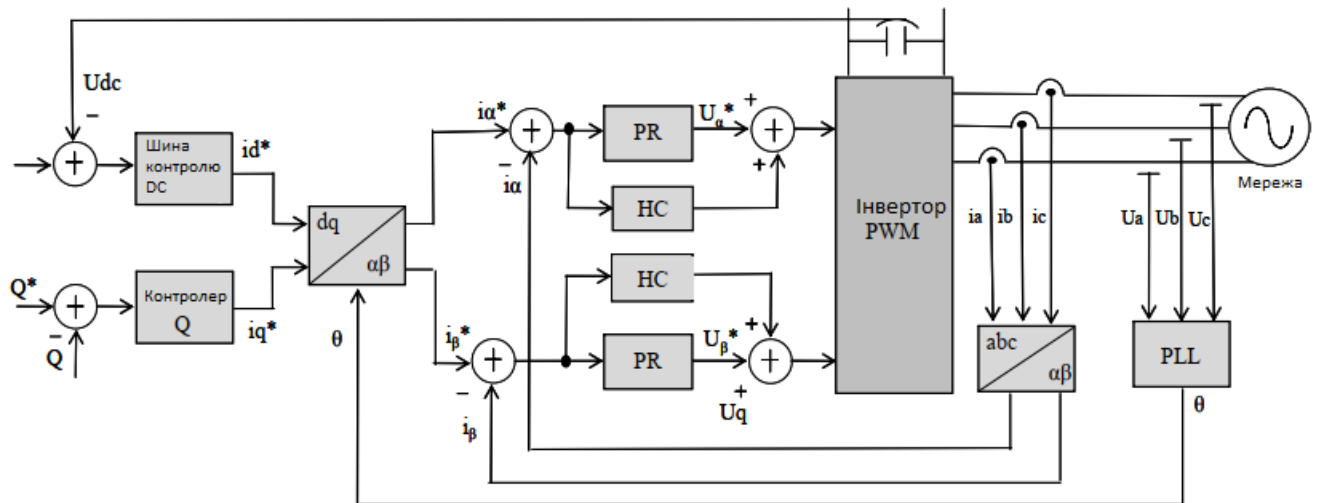 Udc
−
Шина
контролю
DC
id*
+
Q*
−
Q
+
Контролер
Q
iq*
dq
αβ
θ
iα*
+
−
iα
PR
Uα*
+
+
+
HC
HC
iβ*
+
−
iβ
PR
Uβ*
+
+
+
Uq
Інвертор
PWM
ia
ib
ic
Ua
Ub
Uc
Мережа
abc
αβ
PLL
θ